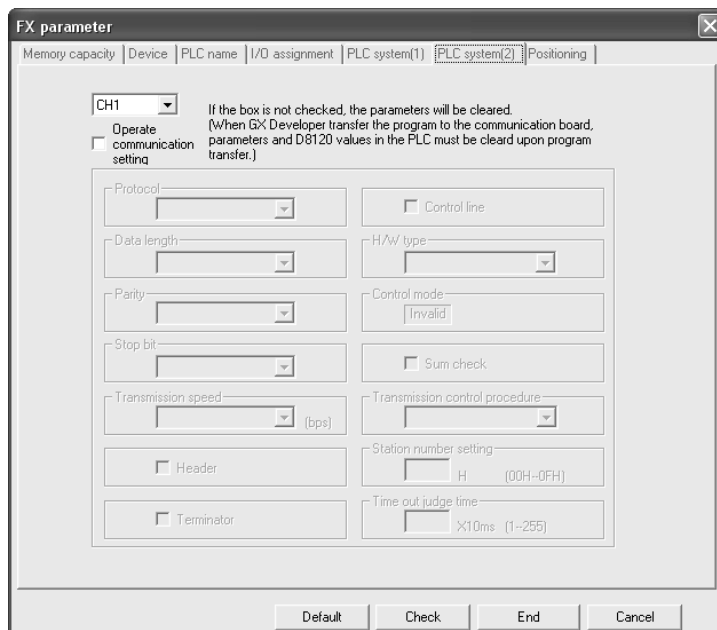 FX parameter
Memory capacity Device PLC name I/O assignment PLC system(1) PLC system(2) Positioning
CH1
If the box is not checked, the parameters will be cleared.
(When GX Developer transfer the program to the communication board,
parameters and D8120 values in the PLC must be cleard upon program
transfer.)
Operate
communication
setting
Protocol
Control line
Data length
H/W type
Parity
Control mode
Invalid
Stop bit
Sum check
Transmission speed
(bps)
Transmission control procedure
Header
Station number setting
H (00H--0FH)
Terminator
Time out judge time
X10ms (1--255)
Default Check End Cancel